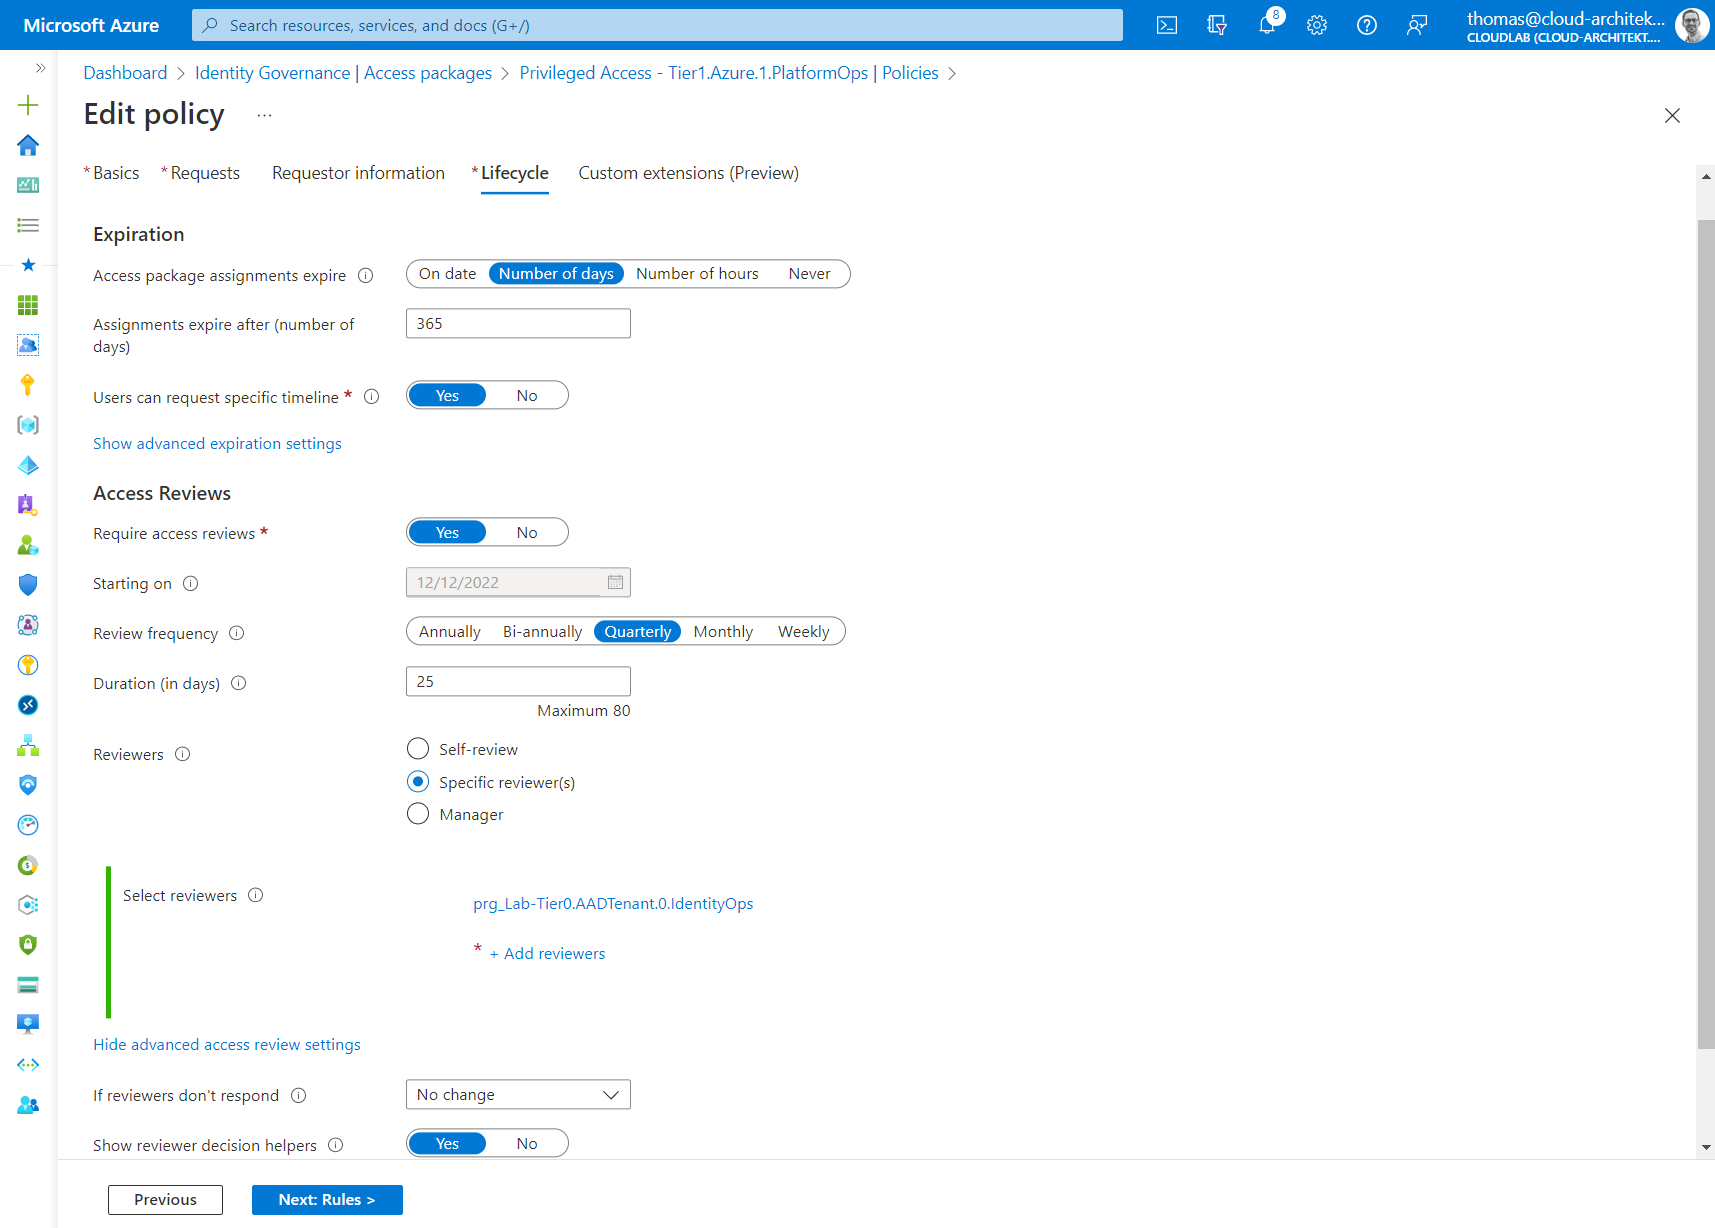 Microsoft Azure
Search resources, services, and docs (G+/)
8
thomas@cloud-architek...
CLOUDLAB (CLOUD-ARCHITEKT....
Dashboard > Identity Governance | Access packages > Privileged Access - Tier1.Azure.1.PlatformOps | Policies >
Edit policy ...
* Basics * Requests Requestor information * Lifecycle Custom extensions (Preview)
Expiration
Access package assignments expire On date Number of days Number of hours Never
Assignments expire after (number of
days)
365
Users can request specific timeline * Yes No
Show advanced expiration settings
Access Reviews
Require access reviews * Yes No
Starting on 12/12/2022
Review frequency Annually Bi-annually Quarterly Monthly Weekly
Duration (in days) 25
Maximum 80
Reviewers Self-review
Specific reviewer(s)
Manager
Select reviewers prg_Lab-Tier0.AADTenant.0.IdentityOps
* + Add reviewers
Hide advanced access review settings
If reviewers don't respond No change
Show reviewer decision helpers Yes No
Previous Next: Rules >